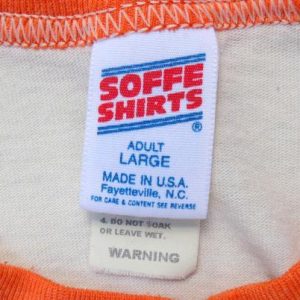 SOFFE
SHIRTS
®
ADULT
LARGE
MADE IN U.S.A.
Fayetteville, N.C.
FOR CARE & CONTENT SEE REVERSE
4. DO NOT SOAK
OR LEAVE WET.
WARNING